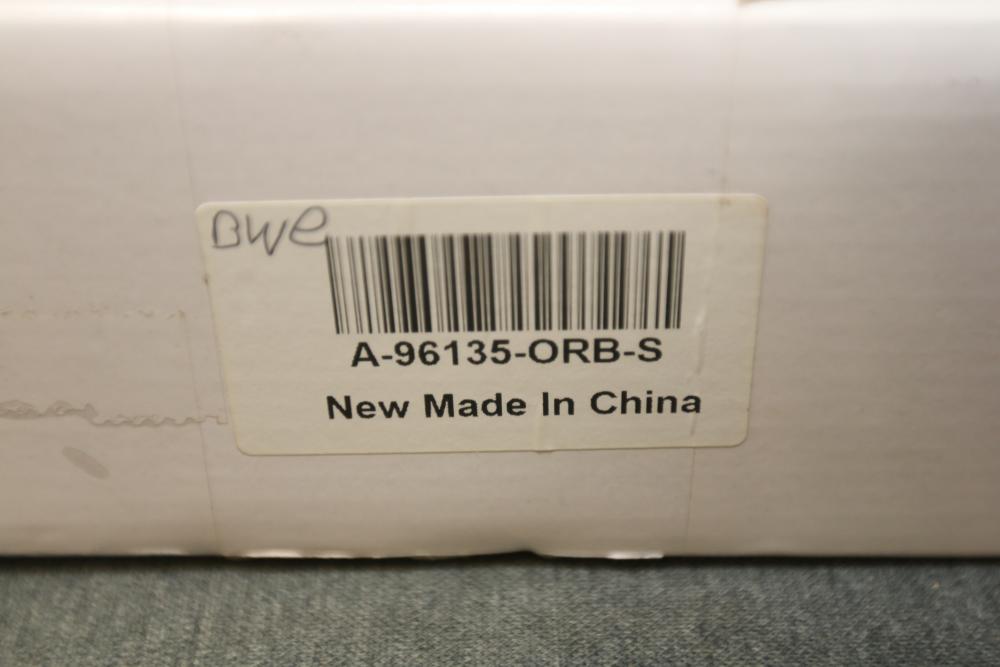 BWe
A-96135-ORB-S
New Made In China